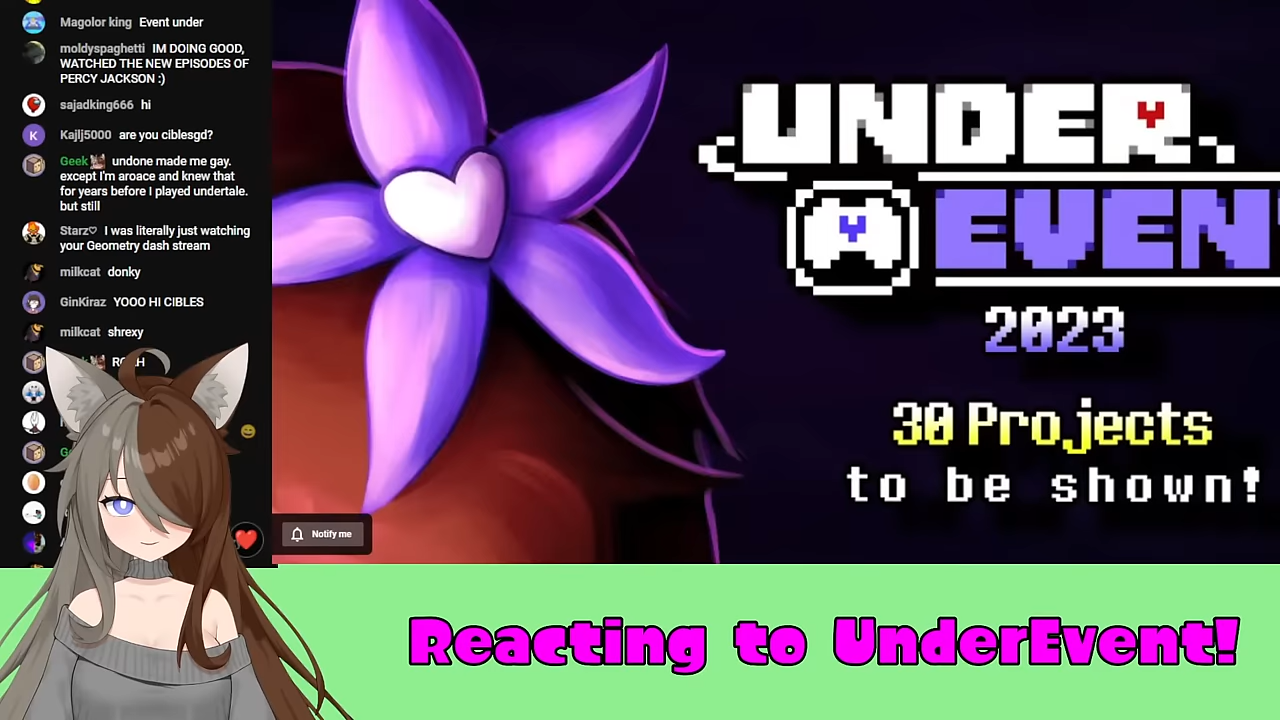 Magolor king Event under
moldyspaghetti IM DOING GOOD,
WATCHED THE NEW EPISODES OF
PERCY JACKSON :)
sajadking666 hi
K Kajlj5000 are you ciblesgd?
Geek undone made me gay.
except I'm aroace and knew that
for years before I played undertale.
but still
Starz♡ I was literally just watching
your Geometry dash stream
milkcat donky
GinKiraz YOOO HI CIBLES
milkcat shrexy
UNDER
EVEN
2023
30 Projects
to be shown!
Notify me
Reacting to UnderEvent!